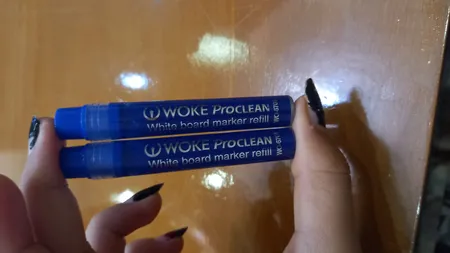 WOKE PROCLEAN
White board marker refill
WOKE PROCLEAN
White board marker refill